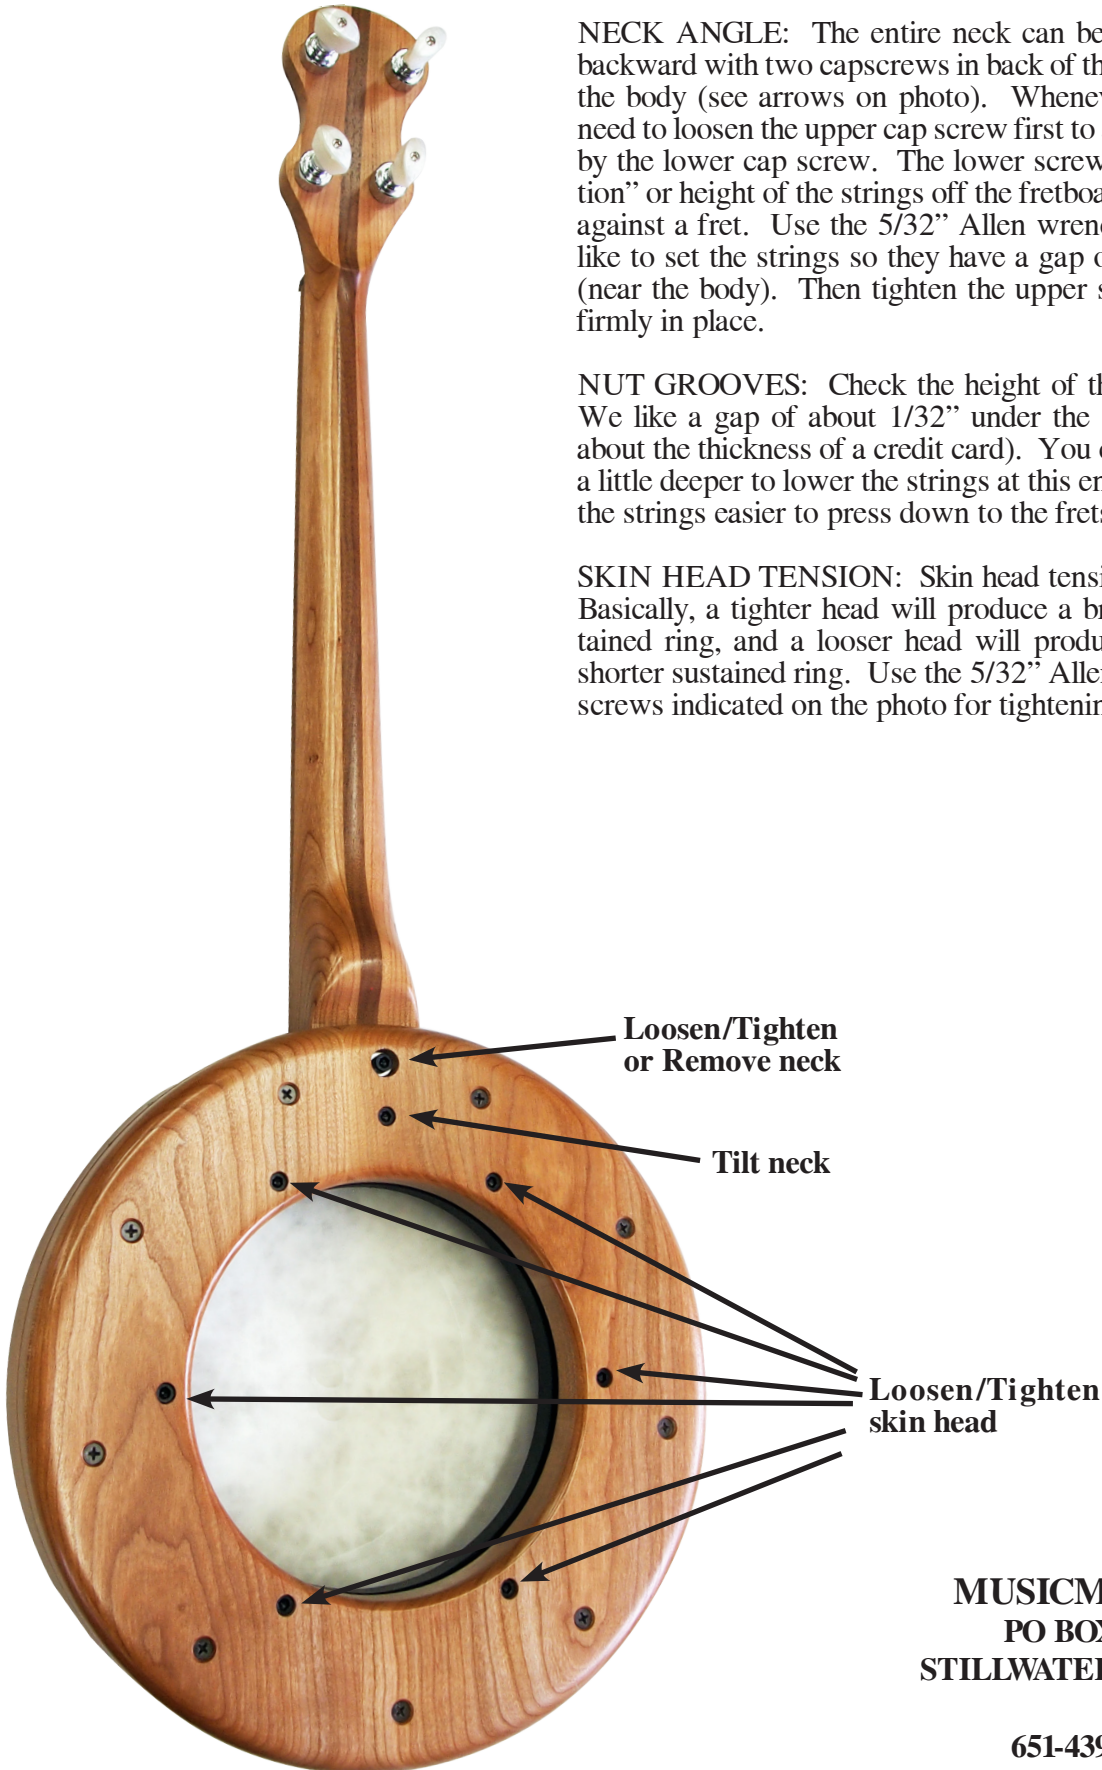 NECK ANGLE: The entire neck can be
backward with two capscrews in back of th
the body (see arrows on photo). Whenev
need to loosen the upper cap screw first to
by the lower cap screw. The lower screw
tion” or height of the strings off the fretboa
against a fret. Use the 5/32” Allen wren
like to set the strings so they have a gap o
(near the body). Then tighten the upper s
firmly in place.
NUT GROOVES: Check the height of th
We like a gap of about 1/32” under the
about the thickness of a credit card). You
a little deeper to lower the strings at this en
the strings easier to press down to the frets
SKIN HEAD TENSION: Skin head tensi
Basically, a tighter head will produce a br
tained ring, and a looser head will produ
shorter sustained ring. Use the 5/32” Alle
screws indicated on the photo for tightenin
Loosen/Tighten
or Remove neck
Tilt neck
Loosen/Tighten
skin head
MUSICM
PO BOX
STILLWATER
651-439